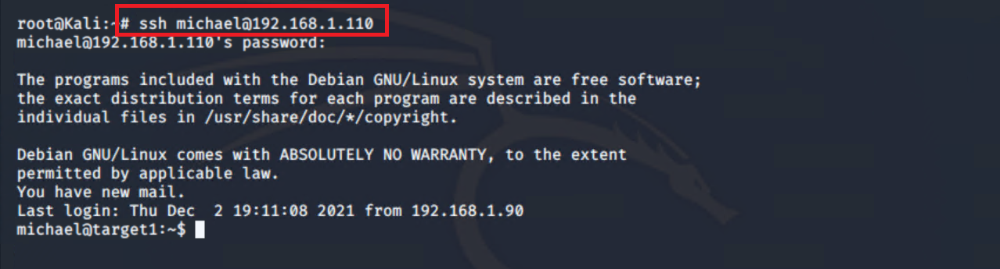 root@Kali:~# ssh michael@192.168.1.110
michael@192.168.1.110's password:
The programs included with the Debian GNU/Linux system are free software;
the exact distribution terms for each program are described in the
individual files in /usr/share/doc/*/copyright.
Debian GNU/Linux comes with ABSOLUTELY NO WARRANTY, to the extent
permitted by applicable law.
You have new mail.
Last login: Thu Dec  2 19:11:08 2021 from 192.168.1.90
michael@target1:~$